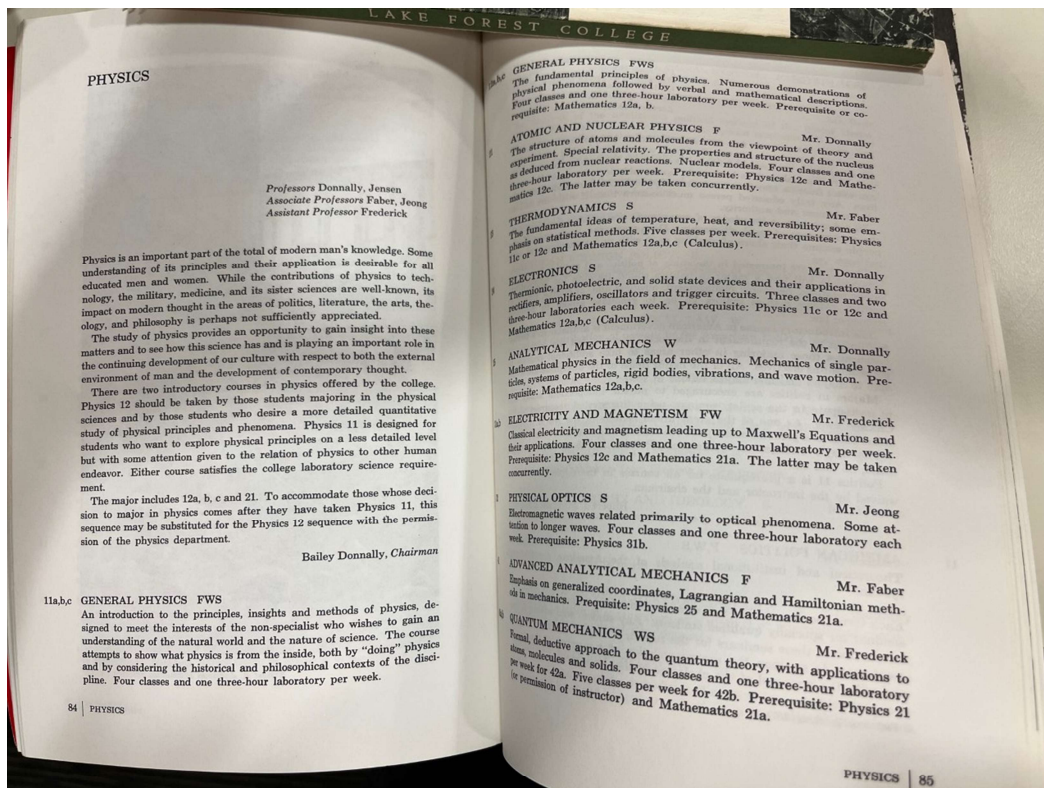 LAKE FOREST COLLEGE
PHYSICS
Professors Donnally, Jensen
Associate Professors Faber, Jeong
Assistant Professor Frederick
Physics is an important part of the total of modern man's knowledge. Some
understanding of its principles and their application is desirable for all
educated men and women. While the contributions of physics to tech-
nology, the military, medicine, and its sister sciences are well-known, its
impact on modern thought in the areas of politics, literature, the arts, the-
ology, and philosophy is perhaps not sufficiently appreciated.
The study of physics provides an opportunity to gain insight into these
matters and to see how this science has and is playing an important role in
the continuing development of our culture with respect to both the external
environment of man and the development of contemporary thought.
There are two introductory courses in physics offered by the college.
Physics 12 should be taken by those students majoring in the physical
sciences and by those students who desire a more detailed quantitative
study of physical principles and phenomena. Physics 11 is designed for
students who want to explore physical principles on a less detailed level
but with some attention given to the relation of physics to other human
endeavor. Either course satisfies the college laboratory science require-
ment.
The major includes 12a, b, c and 21. To accommodate those whose deci-
sion to major in physics comes after they have taken Physics 11, this
sequence may be substituted for the Physics 12 sequence with the permis-
sion of the physics department.
Bailey Donnally, Chairman
11a,b,c GENERAL PHYSICS FWS
An introduction to the principles, insights and methods of physics, de-
signed to meet the interests of the non-specialist who wishes to gain an
understanding of the natural world and the nature of science. The course
attempts to show what physics is from the inside, both by "doing" physics
and by considering the historical and philosophical contexts of the disci-
pline. Four classes and one three-hour laboratory per week.
84 | PHYSICS
GENERAL PHYSICS FWS
The fundamental principles of physics. Numerous demonstrations of
physical phenomena followed by verbal and mathematical descriptions.
Four classes and one three-hour laboratory per week. Prerequisite or co-
requisite: Mathematics 12a, b.
ATOMIC AND NUCLEAR PHYSICS F Mr. Donnally
The structure of atoms and molecules from the viewpoint of theory and
experiment. Special relativity. The properties and structure of the nucleus
as deduced from nuclear reactions. Nuclear models. Four classes and one
three-hour laboratory per week. Prerequisite: Physics 12c and Mathe-
matics 12c. The latter may be taken concurrently.
THERMODYNAMICS S Mr. Faber
The fundamental ideas of temperature, heat, and reversibility; some em-
phasis on statistical methods. Five classes per week. Prerequisites: Physics
11c or 12c and Mathematics 12a,b,c (Calculus).
ELECTRONICS S Mr. Donnally
Thermionic, photoelectric, and solid state devices and their applications in
rectifiers, amplifiers, oscillators and trigger circuits. Three classes and two
three-hour laboratories each week. Prerequisite: Physics 11c or 12c and
Mathematics 12a,b,c (Calculus).
ANALYTICAL MECHANICS W Mr. Donnally
Mathematical physics in the field of mechanics. Mechanics of single par-
ticles, systems of particles, rigid bodies, vibrations, and wave motion. Pre-
requisite: Mathematics 12a,b,c.
ELECTRICITY AND MAGNETISM FW Mr. Frederick
Classical electricity and magnetism leading up to Maxwell's Equations and
their applications. Four classes and one three-hour laboratory per week.
Prerequisite: Physics 12c and Mathematics 21a. The latter may be taken
concurrently.
PHYSICAL OPTICS S Mr. Jeong
Electromagnetic waves related primarily to optical phenomena. Some at-
tention to longer waves. Four classes and one three-hour laboratory each
week. Prerequisite: Physics 31b.
ADVANCED ANALYTICAL MECHANICS F Mr. Faber
Emphasis on generalized coordinates, Lagrangian and Hamiltonian meth-
ods in mechanics. Prequisite: Physics 25 and Mathematics 21a.
QUANTUM MECHANICS WS Mr. Frederick
Formal, deductive approach to the quantum theory, with applications to
atoms, molecules and solids. Four classes and one three-hour laboratory
per week for 42a. Five classes per week for 42b. Prerequisite: Physics 21
(or permission of instructor) and Mathematics 21a.
PHYSICS | 85